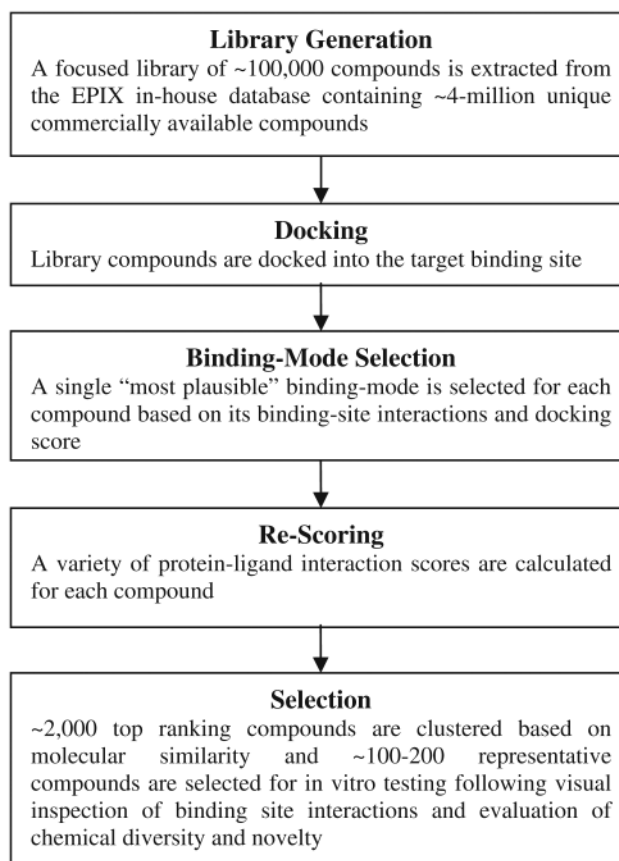 Library Generation
A focused library of ~100,000 compounds is extracted from
the EPIX in-house database containing ~4-million unique
commercially available compounds
Docking
Library compounds are docked into the target binding site
Binding-Mode Selection
A single “most plausible” binding-mode is selected for each
compound based on its binding-site interactions and docking
score
Re-Scoring
A variety of protein-ligand interaction scores are calculated
for each compound
Selection
~2,000 top ranking compounds are clustered based on
molecular similarity and ~100-200 representative
compounds are selected for in vitro testing following visual
inspection of binding site interactions and evaluation of
chemical diversity and novelty